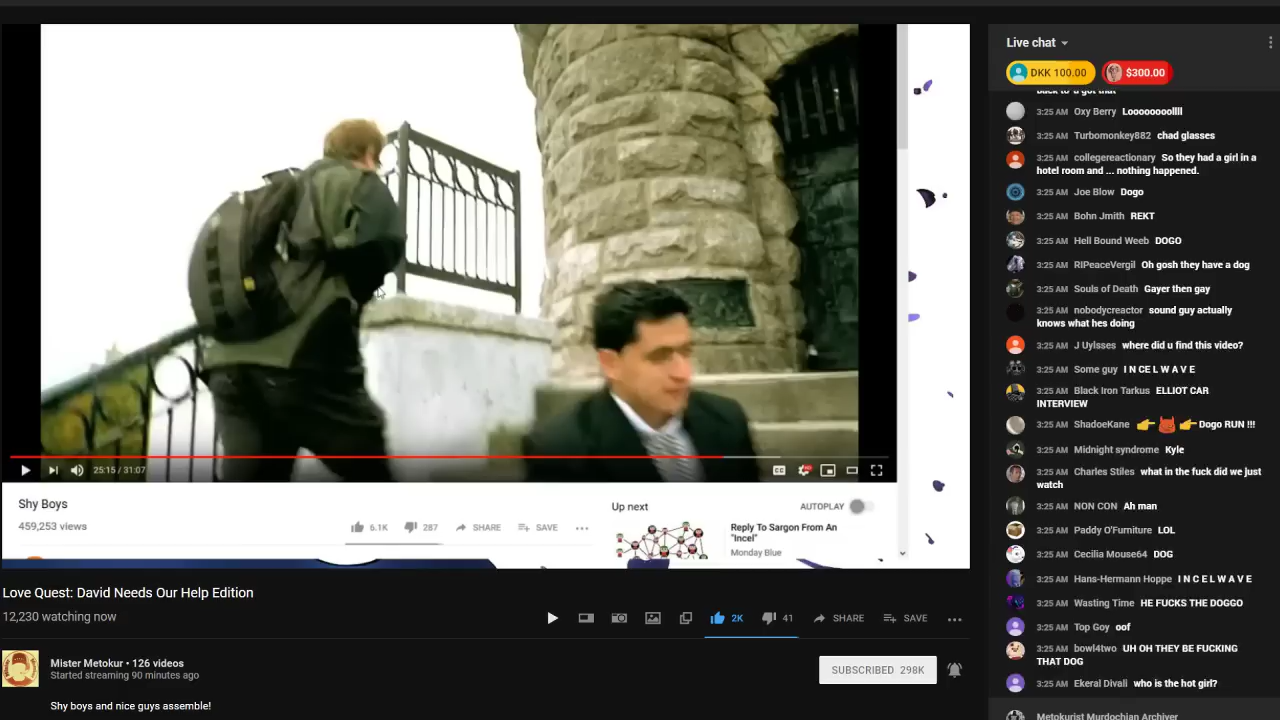 Live chat
DKK 100.00
$300.00
back to a got that
3:25 AM Oxy Berry Loooooooollll
3:25 AM Turbomonkey882 chad glasses
3:25 AM collegereactionary So they had a girl in a
hotel room and ... nothing happened.
3:25 AM Joe Blow Dogo
3:25 AM Bohn Jmith REKT
3:25 AM Hell Bound Weeb DOGO
3:25 AM RIPeaceVergil Oh gosh they have a dog
3:25 AM Souls of Death Gayer then gay
3:25 AM nobodycreator sound guy actually
knows what hes doing
3:25 AM J Uylsses where did u find this video?
3:25 AM Some guy I N C E L W A V E
3:25 AM Black Iron Tarkus ELLIOT CAR
INTERVIEW
3:25 AM ShadoeKane Dogo RUN !!!
3:25 AM Midnight syndrome Kyle
3:25 AM Charles Stiles what in the fuck did we just
watch
3:25 AM NON CON Ah man
3:25 AM Paddy O'Furniture LOL
3:25 AM Cecilia Mouse64 DOG
3:25 AM Hans-Hermann Hoppe I N C E L W A V E
3:25 AM Wasting Time HE FUCKS THE DOGGO
3:25 AM Top Goy oof
3:25 AM bowl4two UH OH THEY BE FUCKING
THAT DOG
3:25 AM Ekeral Divali who is the hot girl?
Metokurist Murdochian Archiver
25:15 / 31:07
CC
HD
Shy Boys
459,253 views
6.1K 287 SHARE SAVE
Up next
AUTOPLAY
Reply To Sargon From An
"Incel"
Monday Blue
Love Quest: David Needs Our Help Edition
12,230 watching now
2K 41 SHARE SAVE
Mister Metokur • 126 videos
Started streaming 90 minutes ago
SUBSCRIBED 298K
Shy boys and nice guys assemble!